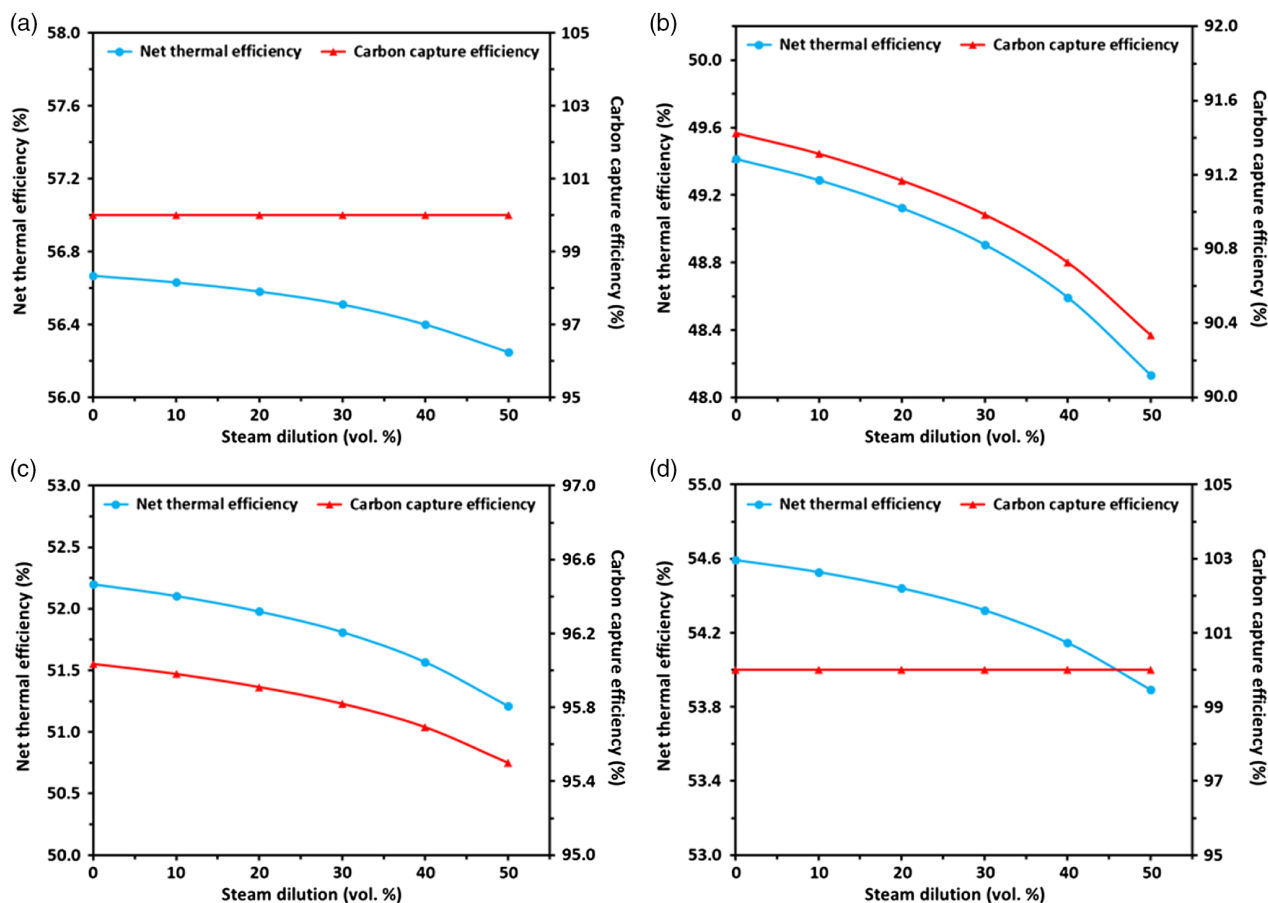 (a)
Net thermal efficiency
Carbon capture efficiency
58.0
57.6
57.2
56.8
56.4
56.0
Net thermal efficiency (%)
105
103
101
99
97
95
Carbon capture efficiency (%)
0 10 20 30 40 50
Steam dilution (vol. %)
(b)
Net thermal efficiency
Carbon capture efficiency
50.0
49.6
49.2
48.8
48.4
48.0
Net thermal efficiency (%)
92.0
91.6
91.2
90.8
90.4
90.0
Carbon capture efficiency (%)
0 10 20 30 40 50
Steam dilution (vol. %)
(c)
Net thermal efficiency
Carbon capture efficiency
53.0
52.5
52.0
51.5
51.0
50.5
50.0
Net thermal efficiency (%)
97.0
96.6
96.2
95.8
95.4
95.0
Carbon capture efficiency (%)
0 10 20 30 40 50
Steam dilution (vol. %)
(d)
Net thermal efficiency
Carbon capture efficiency
55.0
54.6
54.2
53.8
53.4
53.0
Net thermal efficiency (%)
105
103
101
99
97
95
Carbon capture efficiency (%)
0 10 20 30 40 50
Steam dilution (vol. %)